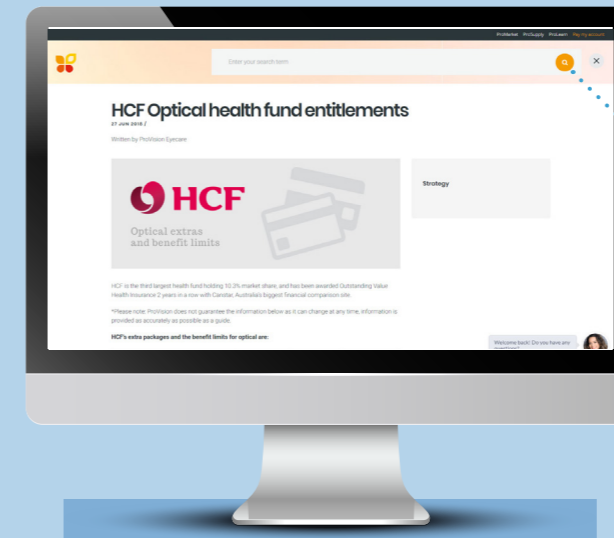 ProMarket ProSupply ProLearn Pay my account
Enter your search term
HCF Optical health fund entitlements
27 JUN 2018 /
Written by ProVision Eyecare
HCF
Optical extras
and benefit limits
Strategy
HCF is the third largest health fund holding 10.3% market share, and has been awarded Outstanding Value
Health Insurance 2 years in a row with Canstar, Australia's biggest financial comparison site.
*Please note: ProVision does not guarantee the information below as it can change at any time, information is
provided as accurately as possible as a guide.
HCF's extra packages and the benefit limits for optical are:
Welcome back! Do you have any
questions?